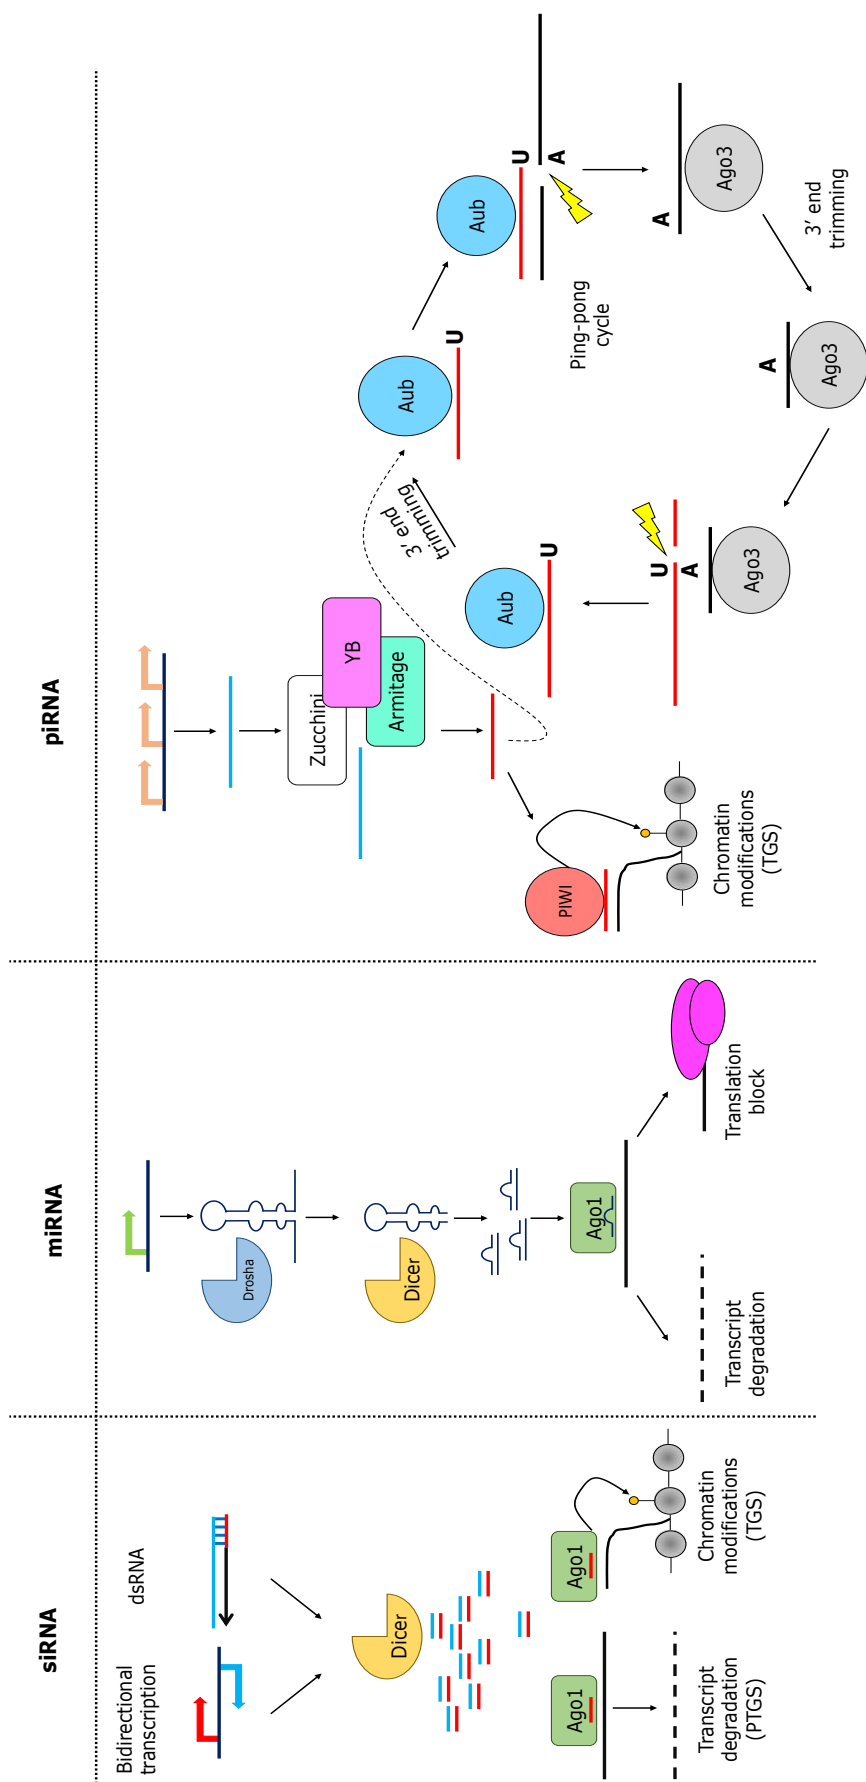 siRNA
Bidirectional
transcription
dsRNA
Dicer
Ago1
Ago1
Transcript
degradation
(PTGS)
Chromatin
modifications
(TGS)
miRNA
Drosha
Dicer
Ago1
Transcript
degradation
Translation
block
piRNA
Zucchini
YB
Armitage
PIWI
Chromatin
modifications
(TGS)
3’ end
trimming
Aub
U
Aub
U
A
Ping-pong
cycle
A
Ago3
3’ end
trimming
A
Ago3
U
A
Ago3
Aub
U